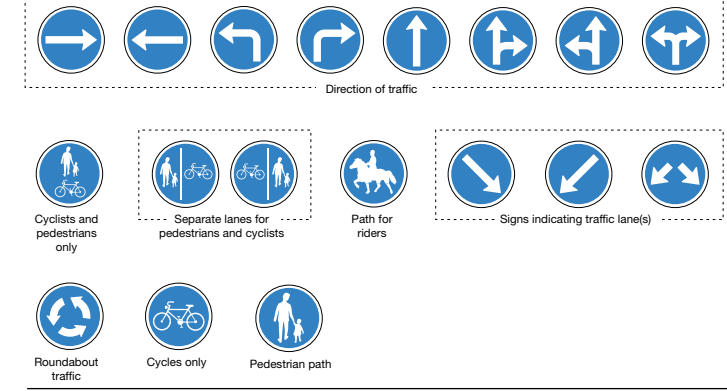 Direction of traffic
Cyclists and
pedestrians
only
Separate lanes for
pedestrians and cyclists
Path for
riders
Signs indicating traffic lane(s)
Roundabout
traffic
Cycles only
Pedestrian path